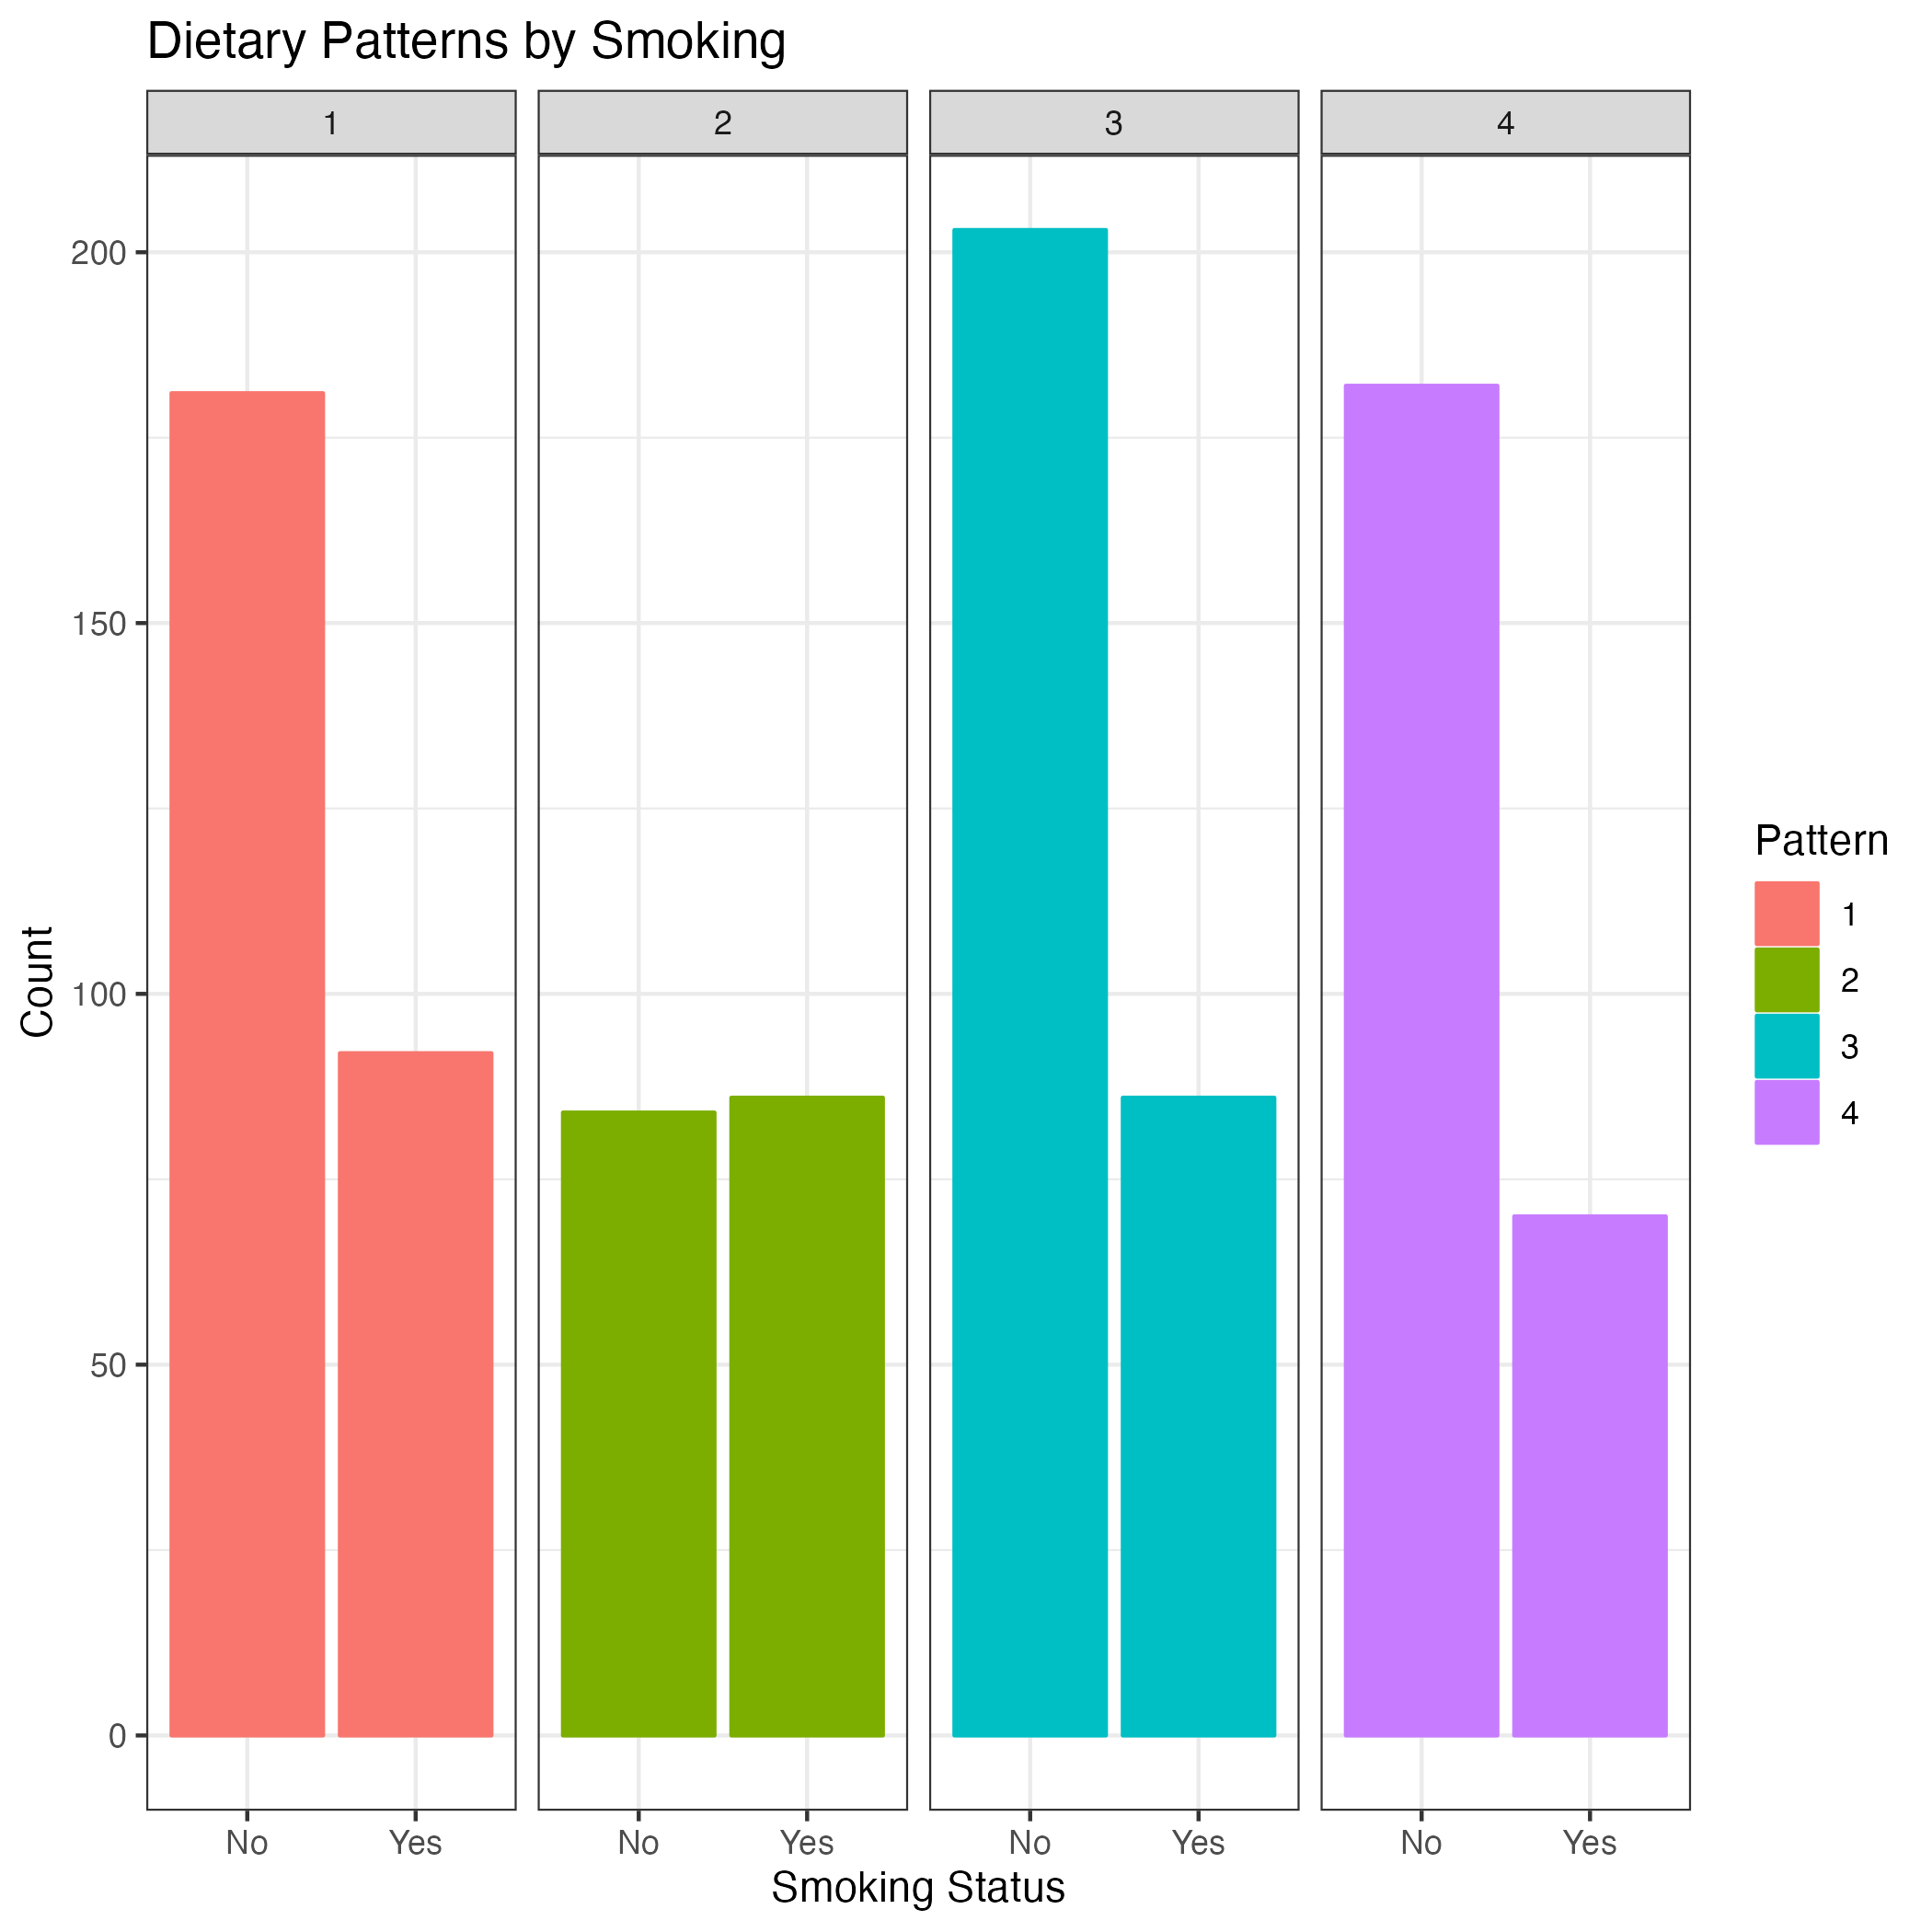 Dietary Patterns by Smoking
1 2 3 4
200
150
100
50
0
Count
No Yes No Yes No Yes No Yes
Smoking Status
Pattern
1
2
3
4